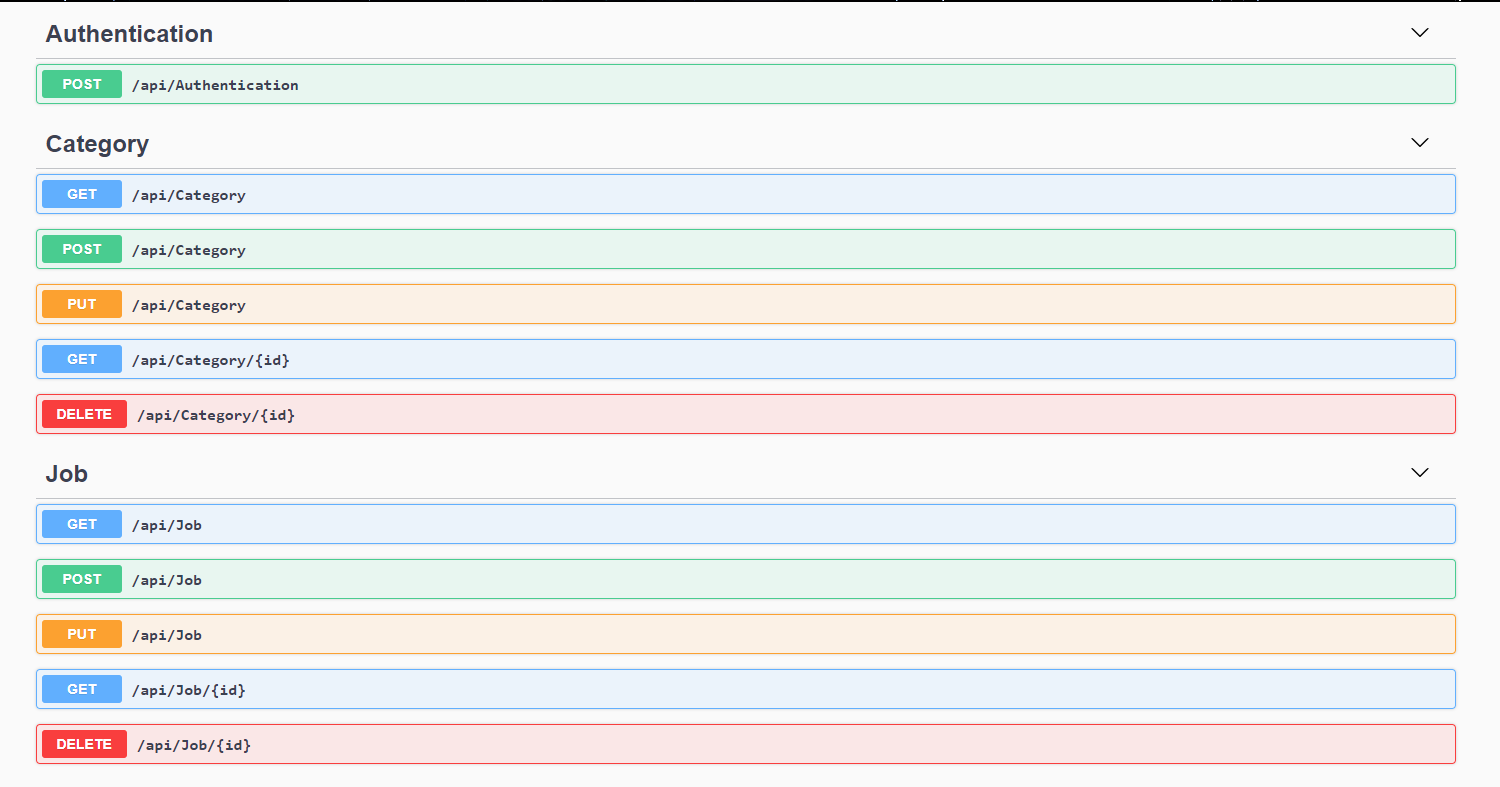 Authentication
POST /api/Authentication
Category
GET /api/Category
POST /api/Category
PUT /api/Category
GET /api/Category/{id}
DELETE /api/Category/{id}
Job
GET /api/Job
POST /api/Job
PUT /api/Job
GET /api/Job/{id}
DELETE /api/Job/{id}